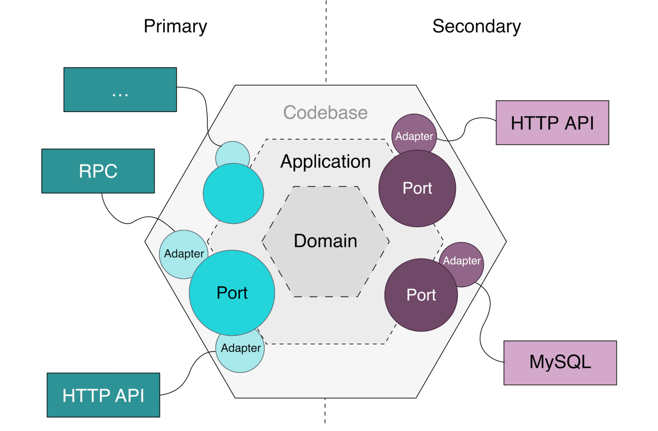 Primary
Secondary
…
Codebase
HTTP API
Adapter
Application
RPC
Port
Domain
Adapter
Adapter
Port
Port
Adapter
MySQL
HTTP API